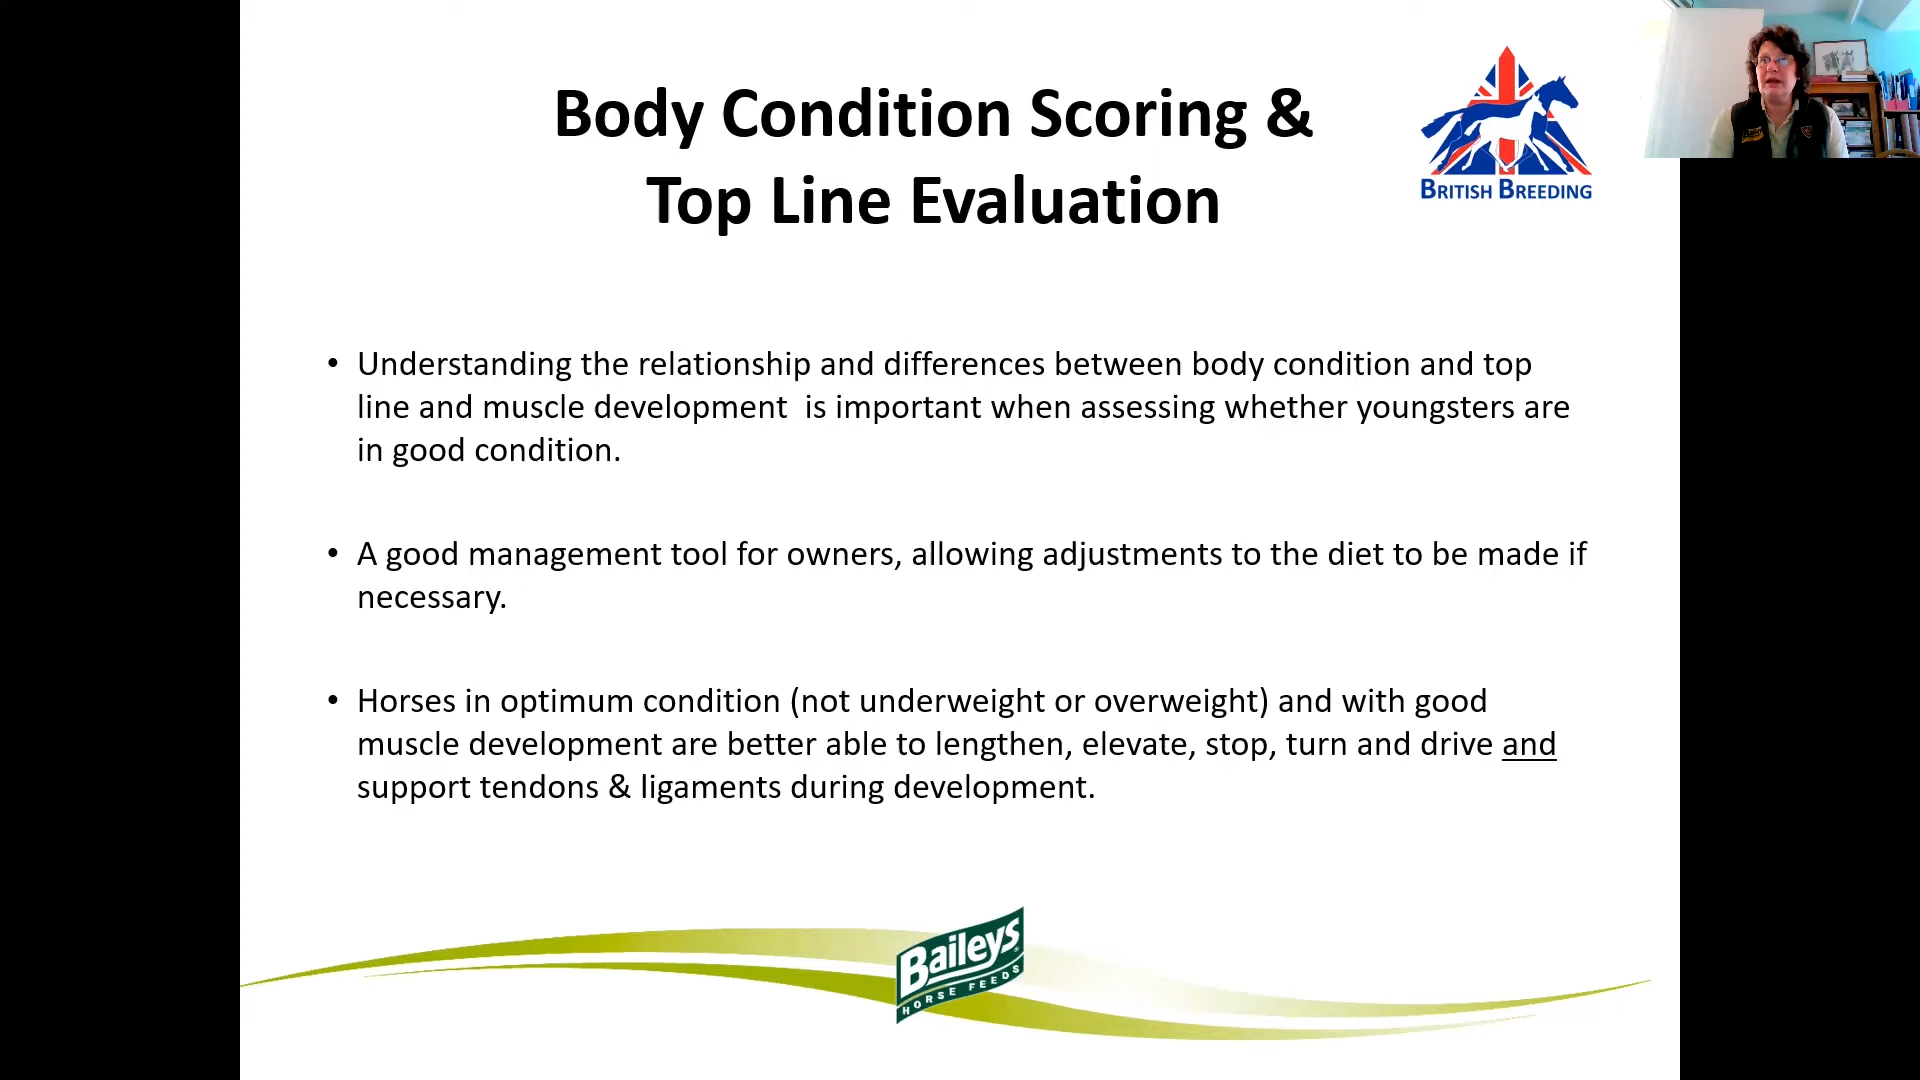 Body Condition Scoring &
Top Line Evaluation
BRITISH BREEDING
• Understanding the relationship and differences between body condition and top
line and muscle development  is important when assessing whether youngsters are
in good condition.
• A good management tool for owners, allowing adjustments to the diet to be made if
necessary.
• Horses in optimum condition (not underweight or overweight) and with good
muscle development are better able to lengthen, elevate, stop, turn and drive and
support tendons & ligaments during development.
Baileys
HORSE FEEDS